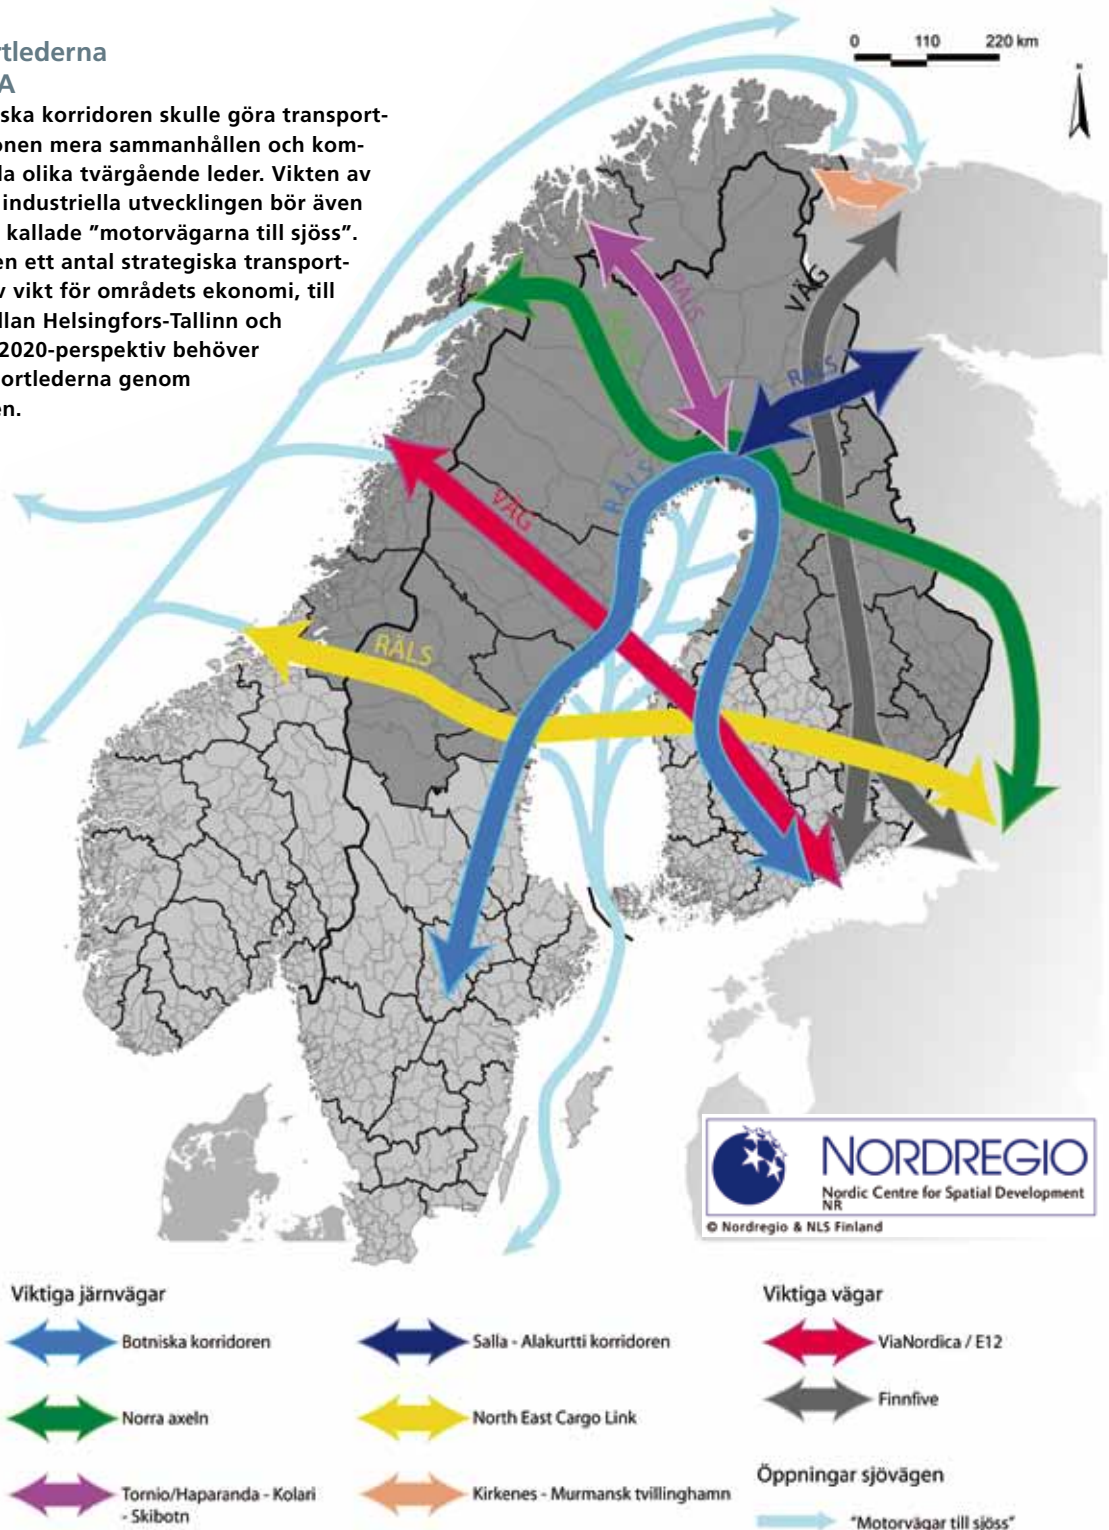 rtlederna
A
ska korridoren skulle göra transport-
onen mera sammanhållen och kom-
la olika tvärgående leder. Vikten av
industriella utvecklingen bör även
kallade ”motorvägarna till sjöss”.
en ett antal strategiska transport-
v vikt för områdets ekonomi, till
llan Helsingfors-Tallinn och
2020-perspektiv behöver
portlederna genom
en.
0 110 220 km
N
VÄG
RÄLS
RÄLS
RÄLS
RÄLS
VÄG
RÄLS
NORDREGIO
Nordic Centre for Spatial Development
NR
© Nordregio & NLS Finland
Viktiga järnvägar
Botniska korridoren
Norra axeln
Tornio/Haparanda - Kolari
- Skibotn
Salla - Alakurtti korridoren
North East Cargo Link
Kirkenes - Murmansk tvillinghamn
Viktiga vägar
ViaNordica / E12
Finnfive
Öppningar sjövägen
"Motorvägar till sjöss"